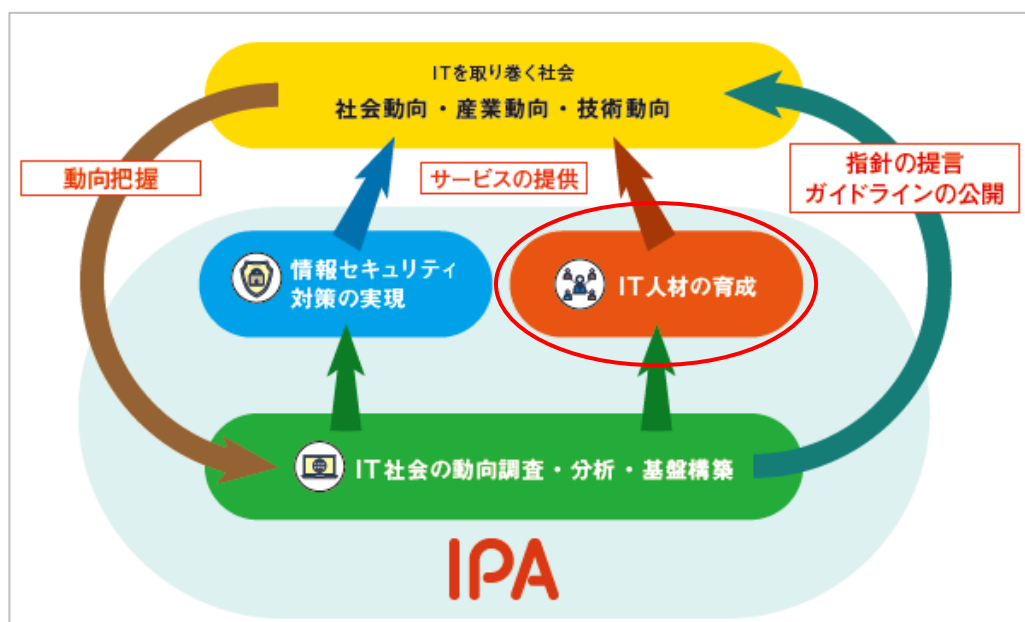 ITを取り巻く社会
社会動向・産業動向・技術動向
動向把握
サービスの提供
指針の提言
ガイドラインの公開
情報セキュリティ
対策の実現
IT人材の育成
IT社会の動向調査・分析・基盤構築
IPA